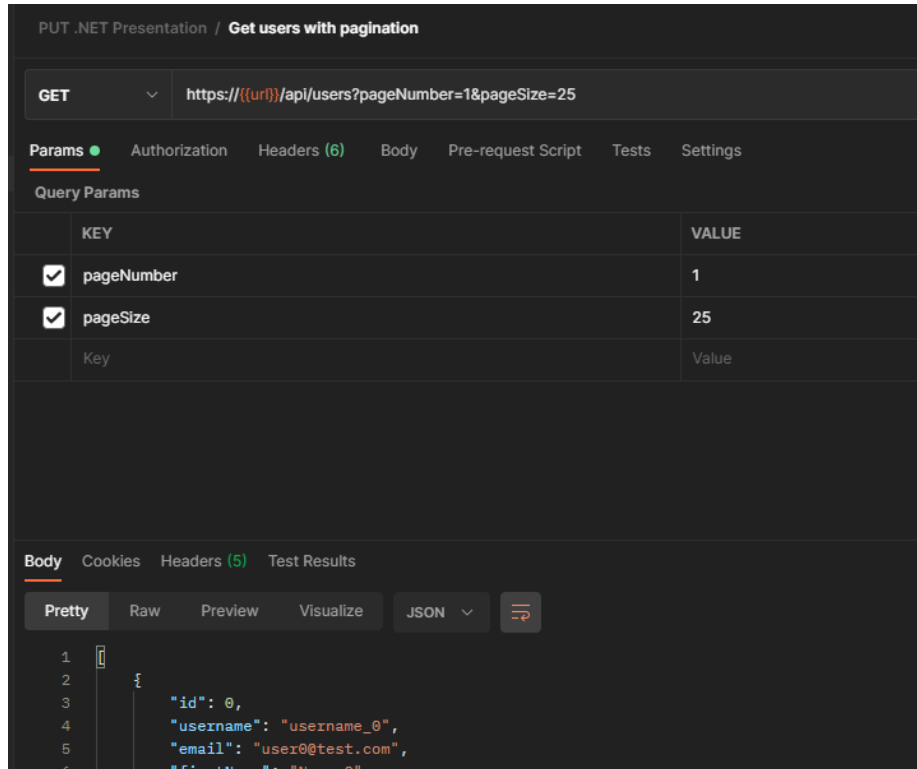 PUT .NET Presentation / Get users with pagination
GET https://{{url}}/api/users?pageNumber=1&pageSize=25
Params Authorization Headers (6) Body Pre-request Script Tests Settings
Query Params
KEY VALUE
pageNumber 1
pageSize 25
Key Value
Body Cookies Headers (5) Test Results
Pretty Raw Preview Visualize JSON
1 [
2 {
3 "id": 0,
4 "username": "username_0",
5 "email": "user0@test.com",